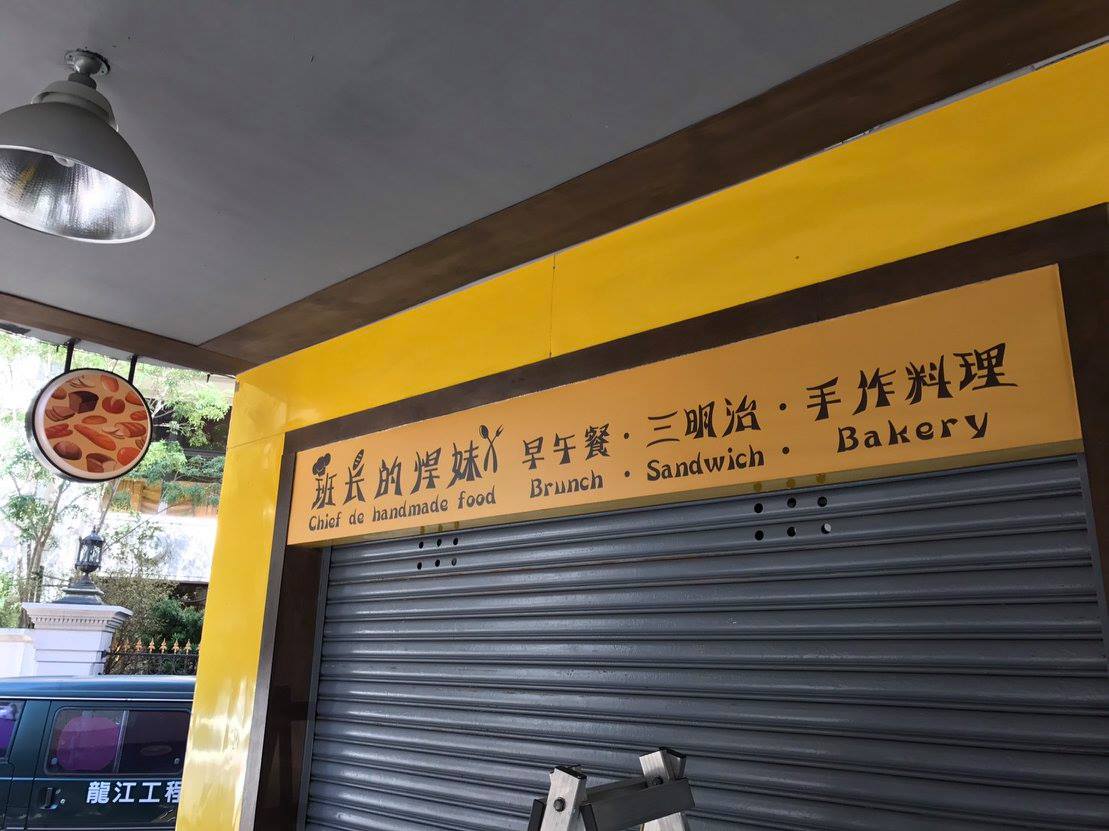 班長的焊妹 早午餐·三明治·手作料理
Chief de handmade food Brunch · Sandwich · Bakery
龍江工程